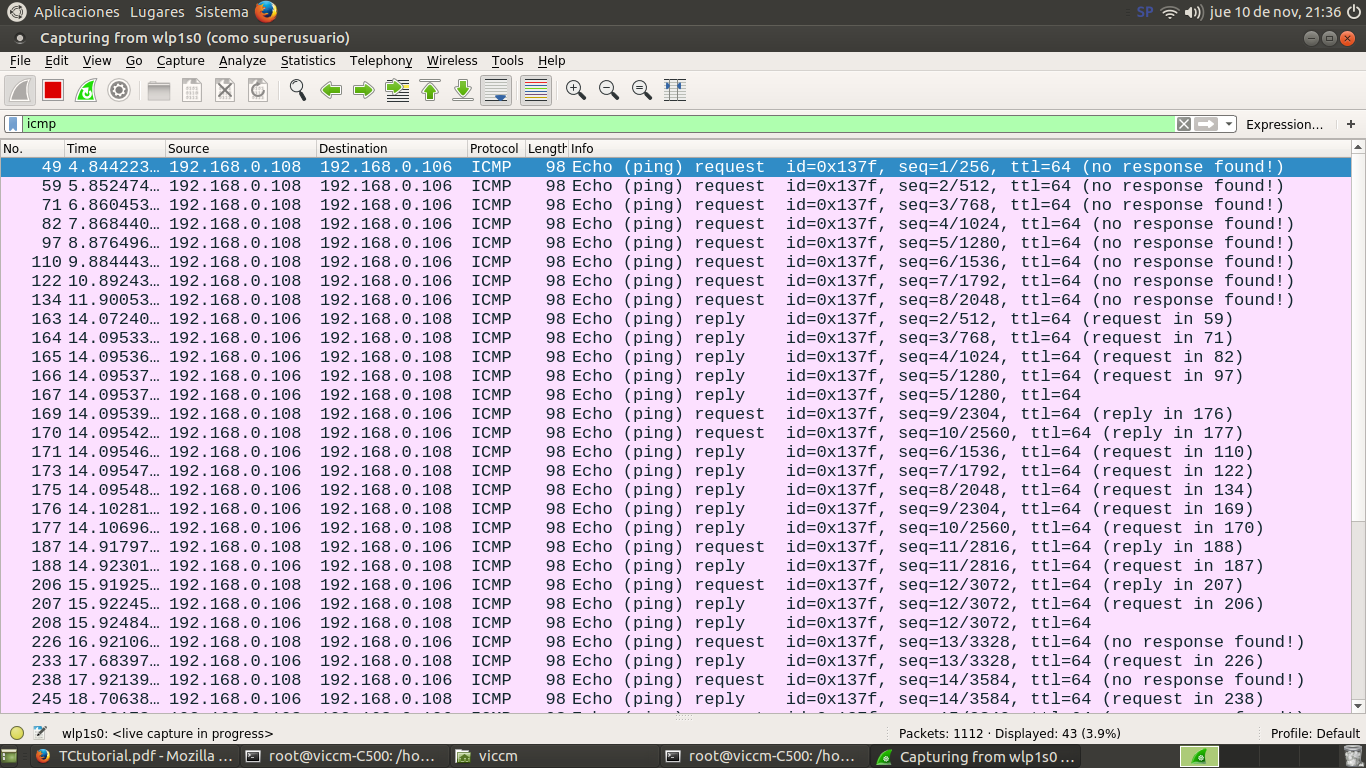 Aplicaciones Lugares Sistema SP jue 10 de nov, 21:36
Capturing from wlp1s0 (como superusuario)
File Edit View Go Capture Analyze Statistics Telephony Wireless Tools Help
icmp Expression… +
No. Time Source Destination Protocol Length Info
49 4.844223… 192.168.0.108 192.168.0.106 ICMP 98 Echo (ping) request id=0x137f, seq=1/256, ttl=64 (no response found!)
59 5.852474… 192.168.0.108 192.168.0.106 ICMP 98 Echo (ping) request id=0x137f, seq=2/512, ttl=64 (no response found!)
71 6.860453… 192.168.0.108 192.168.0.106 ICMP 98 Echo (ping) request id=0x137f, seq=3/768, ttl=64 (no response found!)
82 7.868440… 192.168.0.108 192.168.0.106 ICMP 98 Echo (ping) request id=0x137f, seq=4/1024, ttl=64 (no response found!)
97 8.876496… 192.168.0.108 192.168.0.106 ICMP 98 Echo (ping) request id=0x137f, seq=5/1280, ttl=64 (no response found!)
110 9.884443… 192.168.0.108 192.168.0.106 ICMP 98 Echo (ping) request id=0x137f, seq=6/1536, ttl=64 (no response found!)
122 10.89243… 192.168.0.108 192.168.0.106 ICMP 98 Echo (ping) request id=0x137f, seq=7/1792, ttl=64 (no response found!)
134 11.90053… 192.168.0.108 192.168.0.106 ICMP 98 Echo (ping) request id=0x137f, seq=8/2048, ttl=64 (no response found!)
163 14.07240… 192.168.0.106 192.168.0.108 ICMP 98 Echo (ping) reply id=0x137f, seq=2/512, ttl=64 (request in 59)
164 14.09533… 192.168.0.106 192.168.0.108 ICMP 98 Echo (ping) reply id=0x137f, seq=3/768, ttl=64 (request in 71)
165 14.09536… 192.168.0.106 192.168.0.108 ICMP 98 Echo (ping) reply id=0x137f, seq=4/1024, ttl=64 (request in 82)
166 14.09537… 192.168.0.106 192.168.0.108 ICMP 98 Echo (ping) reply id=0x137f, seq=5/1280, ttl=64 (request in 97)
167 14.09537… 192.168.0.106 192.168.0.108 ICMP 98 Echo (ping) reply id=0x137f, seq=5/1280, ttl=64
169 14.09539… 192.168.0.108 192.168.0.106 ICMP 98 Echo (ping) request id=0x137f, seq=9/2304, ttl=64 (reply in 176)
170 14.09542… 192.168.0.108 192.168.0.106 ICMP 98 Echo (ping) request id=0x137f, seq=10/2560, ttl=64 (reply in 177)
171 14.09546… 192.168.0.106 192.168.0.108 ICMP 98 Echo (ping) reply id=0x137f, seq=6/1536, ttl=64 (request in 110)
173 14.09547… 192.168.0.106 192.168.0.108 ICMP 98 Echo (ping) reply id=0x137f, seq=7/1792, ttl=64 (request in 122)
175 14.09548… 192.168.0.106 192.168.0.108 ICMP 98 Echo (ping) reply id=0x137f, seq=8/2048, ttl=64 (request in 134)
176 14.10281… 192.168.0.106 192.168.0.108 ICMP 98 Echo (ping) reply id=0x137f, seq=9/2304, ttl=64 (request in 169)
177 14.10696… 192.168.0.106 192.168.0.108 ICMP 98 Echo (ping) reply id=0x137f, seq=10/2560, ttl=64 (request in 170)
187 14.91797… 192.168.0.108 192.168.0.106 ICMP 98 Echo (ping) request id=0x137f, seq=11/2816, ttl=64 (reply in 188)
188 14.92301… 192.168.0.106 192.168.0.108 ICMP 98 Echo (ping) reply id=0x137f, seq=11/2816, ttl=64 (request in 187)
206 15.91925… 192.168.0.108 192.168.0.106 ICMP 98 Echo (ping) request id=0x137f, seq=12/3072, ttl=64 (reply in 207)
207 15.92245… 192.168.0.106 192.168.0.108 ICMP 98 Echo (ping) reply id=0x137f, seq=12/3072, ttl=64 (request in 206)
208 15.92484… 192.168.0.106 192.168.0.108 ICMP 98 Echo (ping) reply id=0x137f, seq=12/3072, ttl=64
226 16.92106… 192.168.0.108 192.168.0.106 ICMP 98 Echo (ping) request id=0x137f, seq=13/3328, ttl=64 (no response found!)
233 17.68397… 192.168.0.106 192.168.0.108 ICMP 98 Echo (ping) reply id=0x137f, seq=13/3328, ttl=64 (request in 226)
238 17.92139… 192.168.0.108 192.168.0.106 ICMP 98 Echo (ping) request id=0x137f, seq=14/3584, ttl=64 (no response found!)
245 18.70638… 192.168.0.106 192.168.0.108 ICMP 98 Echo (ping) reply id=0x137f, seq=14/3584, ttl=64 (request in 238)
wlp1s0: <live capture in progress> Packets: 1112 · Displayed: 43 (3.9%) Profile: Default
TCtutorial.pdf - Mozilla … root@viccm-C500: /ho… viccm root@viccm-C500: /ho… Capturing from wlp1s0 …